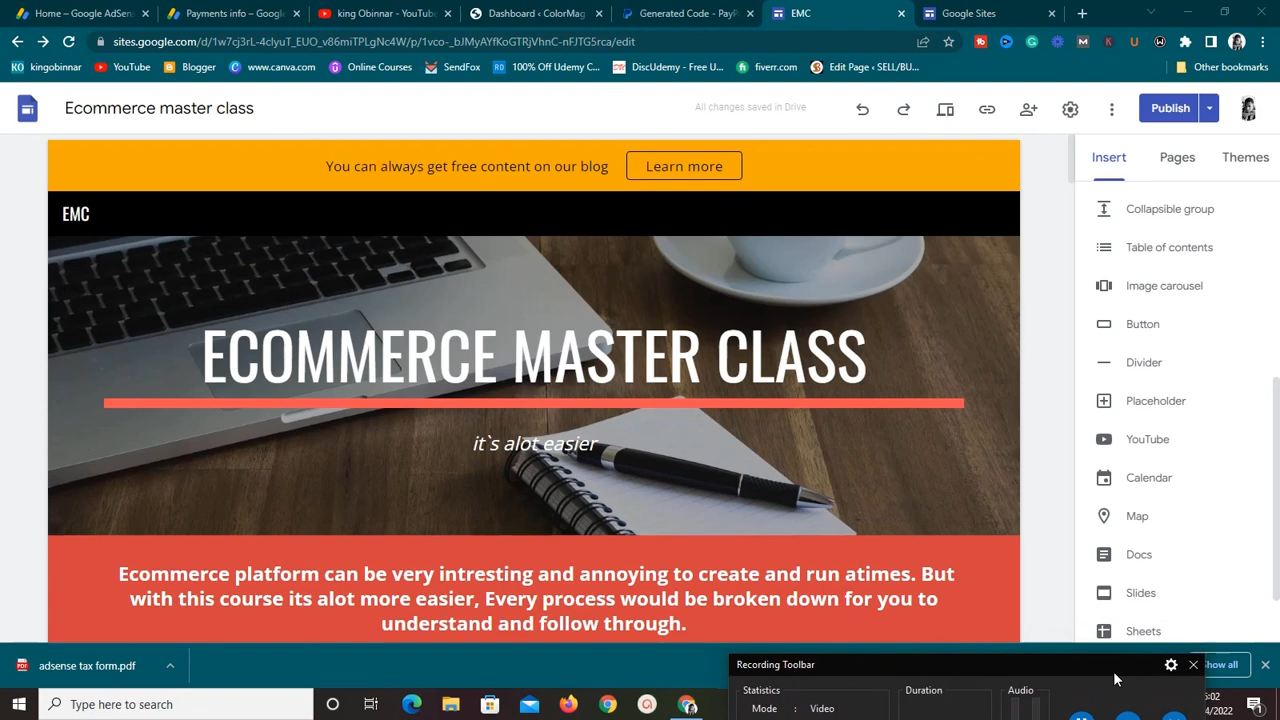 Home – Google AdSen
Payments info – Google
king Obinnar - YouTube
Dashboard ‹ ColorMag
Generated Code - PayP
EMC
Google Sites
sites.google.com/d/1w7cj3rL-4clyuT_EUO_v86miTPLgNc4W/p/1vco-_bJMyAYfKoGTRjVhnC-nFJTG5rca/edit
kingobinnar
YouTube
Blogger
www.canva.com
Online Courses
SendFox
100% Off Udemy C...
DiscUdemy - Free U...
fiverr.com
Edit Page ‹ SELL/BU...
Other bookmarks
Ecommerce master class
All changes saved in Drive
Publish
You can always get free content on our blog
Learn more
Insert
Pages
Themes
EMC
Collapsible group
Table of contents
Image carousel
Button
Divider
Placeholder
YouTube
Calendar
Map
Docs
Slides
Sheets
ECOMMERCE MASTER CLASS
it`s alot easier
Ecommerce platform can be very intresting and annoying to create and run atimes. But
with this course its alot more easier, Every process would be broken down for you to
understand and follow through.
adsense tax form.pdf
Recording Toolbar
Show all
Statistics
Duration
Audio
Mode : Video
Type here to search